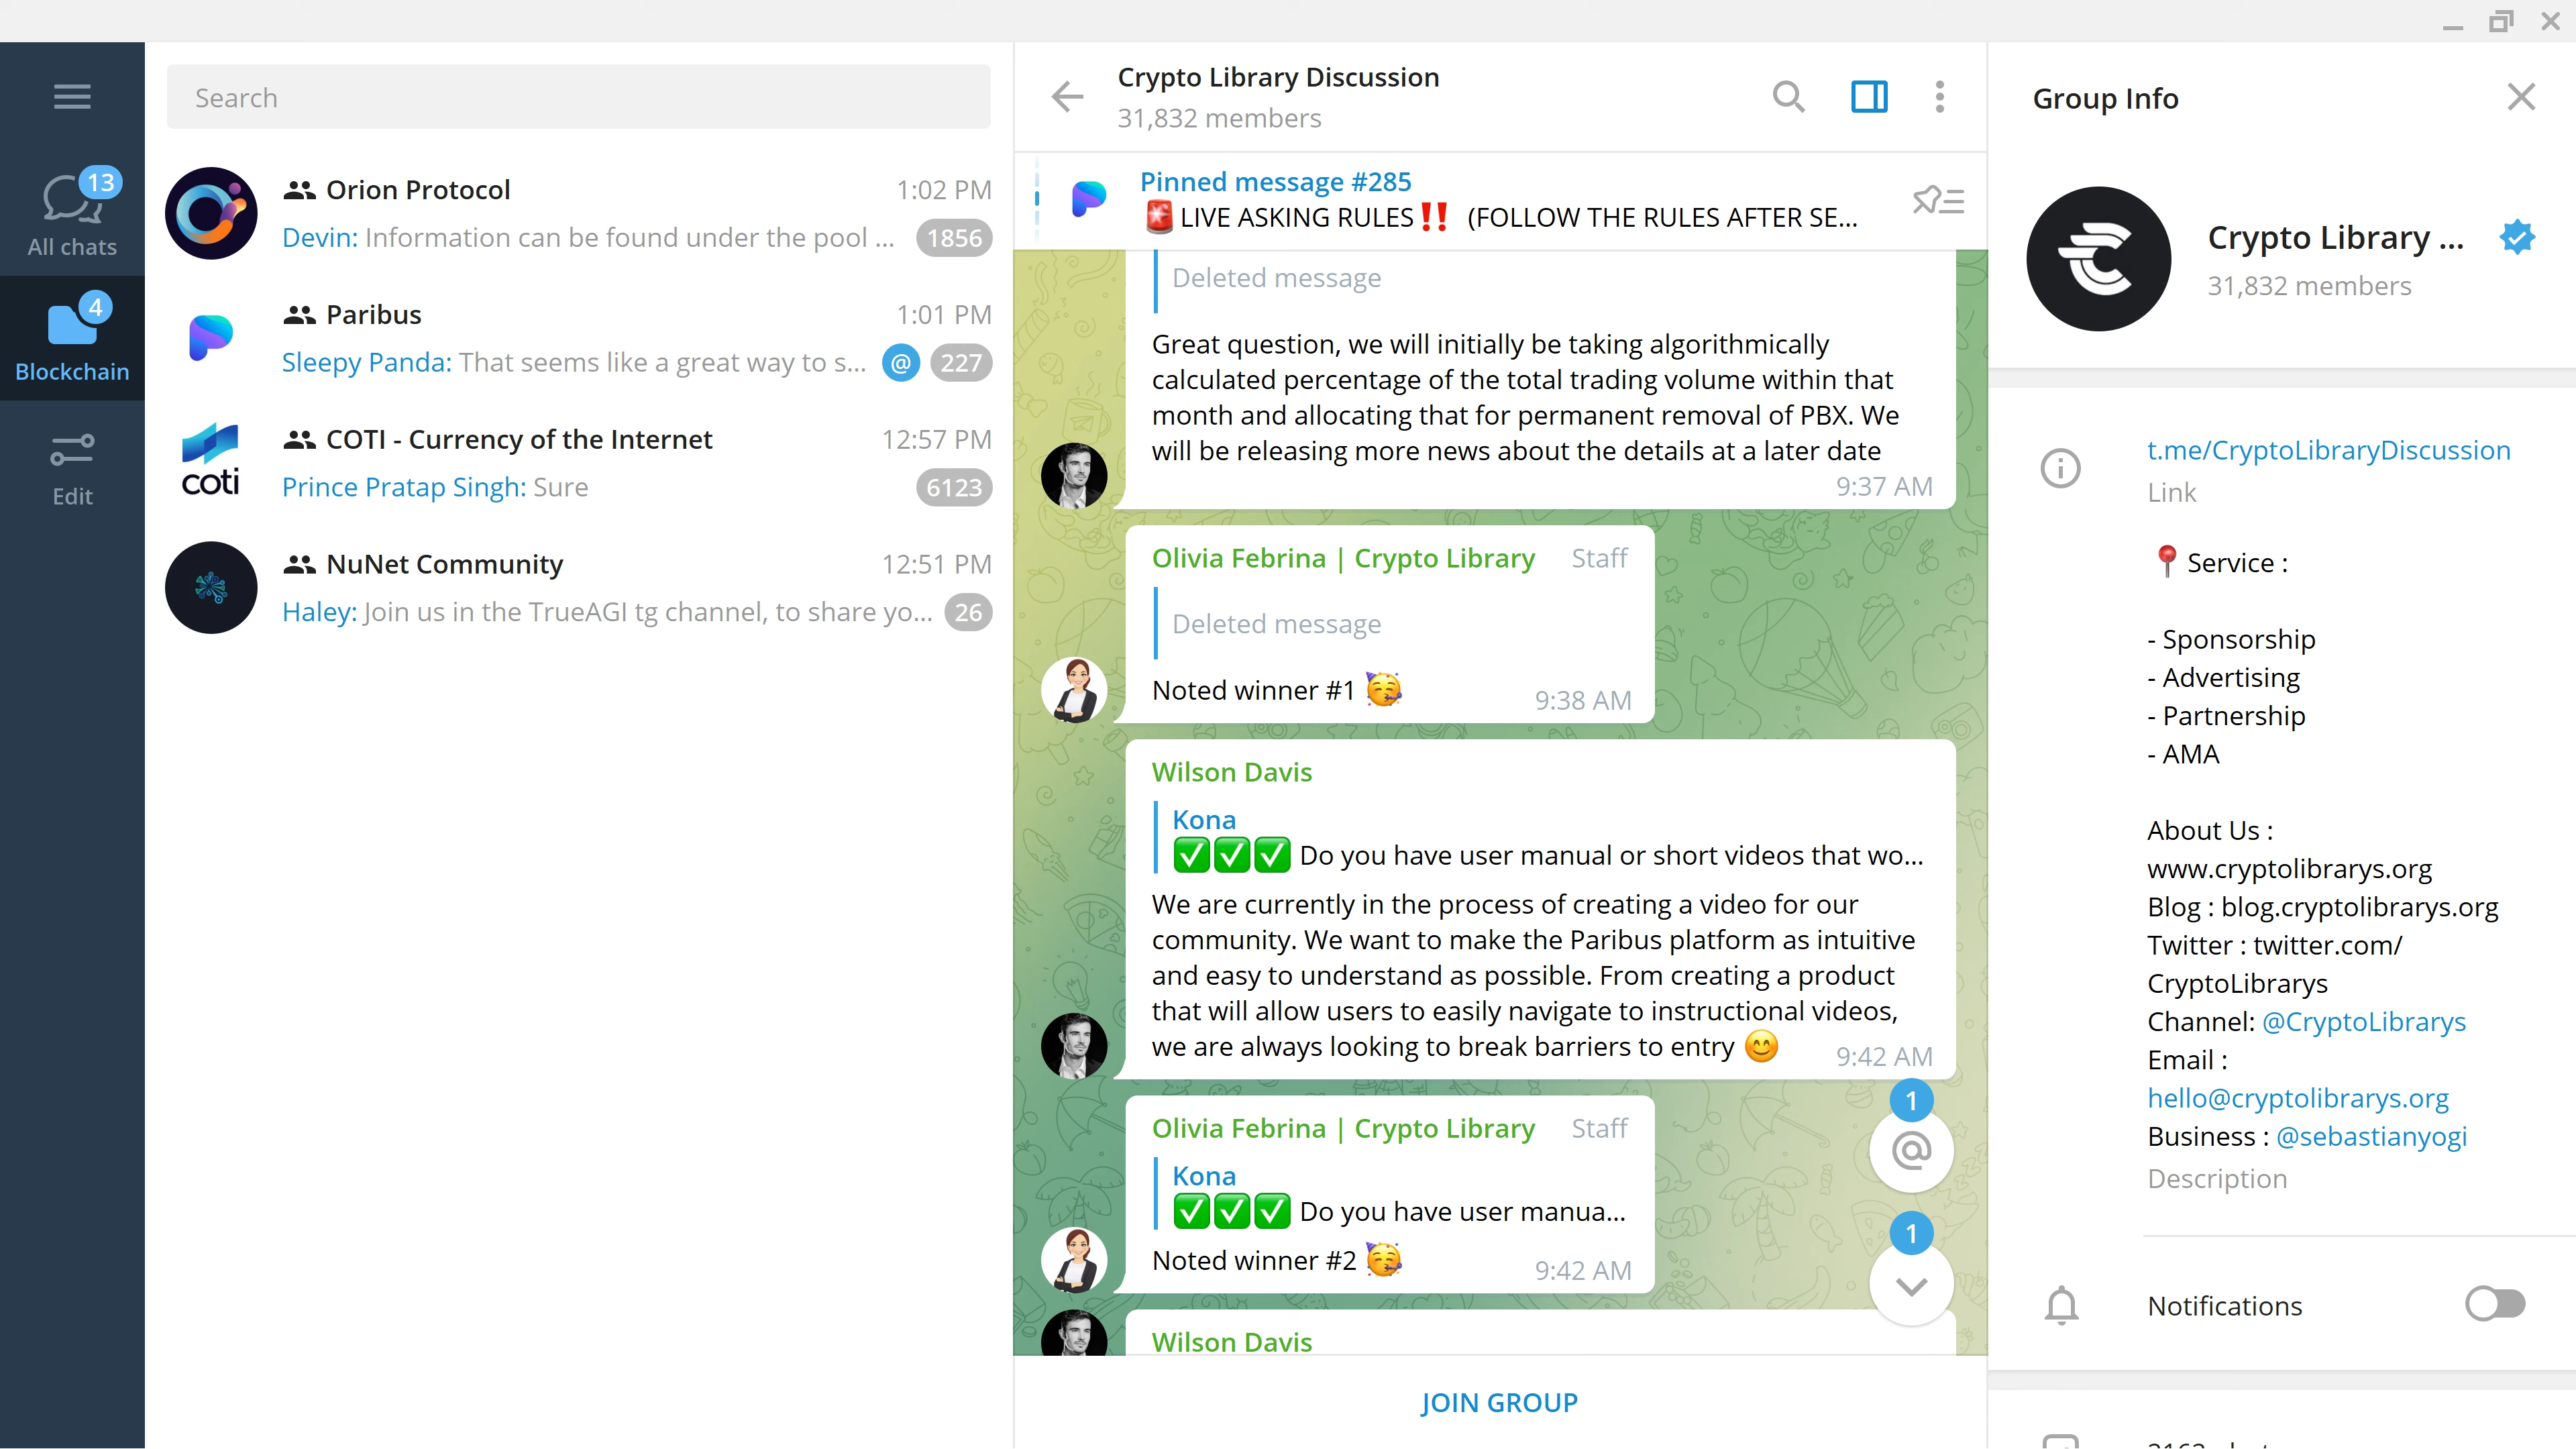 Search
13
All chats
4
Blockchain
Edit
Orion Protocol 1:02 PM
Devin: Information can be found under the pool ... 1856
Paribus 1:01 PM
Sleepy Panda: That seems like a great way to s... @ 227
coti
COTI - Currency of the Internet 12:57 PM
Prince Pratap Singh: Sure 6123
NuNet Community 12:51 PM
Haley: Join us in the TrueAGI tg channel, to share yo... 26
Crypto Library Discussion
31,832 members
Pinned message #285
🚨 LIVE ASKING RULES‼️ (FOLLOW THE RULES AFTER SE...
Deleted message
Great question, we will initially be taking algorithmically
calculated percentage of the total trading volume within that
month and allocating that for permanent removal of PBX. We
will be releasing more news about the details at a later date
9:37 AM
Olivia Febrina | Crypto Library Staff
Deleted message
Noted winner #1 🥳 9:38 AM
Wilson Davis
Kona
✅✅✅ Do you have user manual or short videos that wo...
We are currently in the process of creating a video for our
community. We want to make the Paribus platform as intuitive
and easy to understand as possible. From creating a product
that will allow users to easily navigate to instructional videos,
we are always looking to break barriers to entry 😊 9:42 AM
Olivia Febrina | Crypto Library Staff
Kona
✅✅✅ Do you have user manua...
Noted winner #2 🥳 9:42 AM
1
@
1
Wilson Davis
JOIN GROUP
Group Info
Crypto Library ...
31,832 members
t.me/CryptoLibraryDiscussion
Link
📍 Service :
- Sponsorship
- Advertising
- Partnership
- AMA
About Us :
www.cryptolibrarys.org
Blog : blog.cryptolibrarys.org
Twitter : twitter.com/
CryptoLibrarys
Channel: @CryptoLibrarys
Email :
hello@cryptolibrarys.org
Business : @sebastianyogi
Description
Notifications